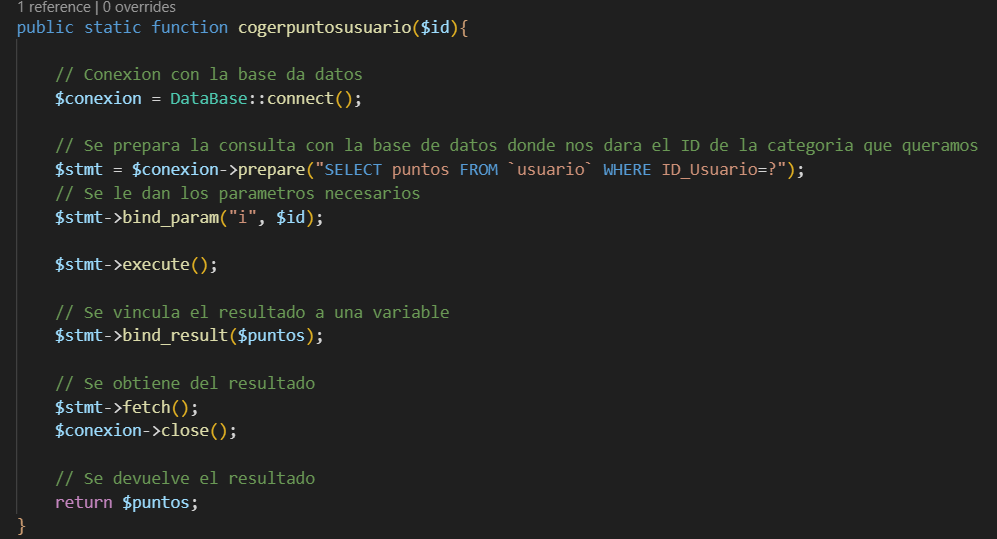 1 reference | 0 overrides
public static function cogerpuntosusuario($id){
// Conexion con la base da datos
$conexion = DataBase::connect();
// Se prepara la consulta con la base de datos donde nos dara el ID de la categoria que queramos
$stmt = $conexion->prepare("SELECT puntos FROM `usuario` WHERE ID_Usuario=?");
// Se le dan los parametros necesarios
$stmt->bind_param("i", $id);
$stmt->execute();
// Se vincula el resultado a una variable
$stmt->bind_result($puntos);
// Se obtiene del resultado
$stmt->fetch();
$conexion->close();
// Se devuelve el resultado
return $puntos;
}